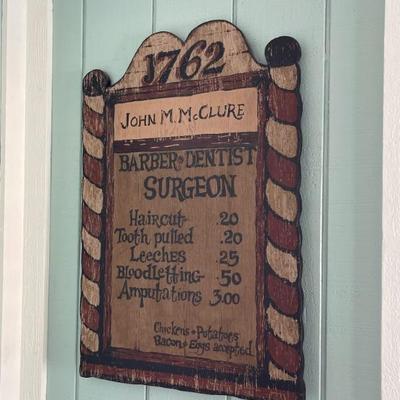 1762
JOHN M. McCLURE
BARBER & DENTIST
SURGEON
Haircut .20
Tooth pulled .20
Leeches .25
Bloodletting .50
Amputations 3.00
Chickens & Potatoes
Bacon & Eggs accepted